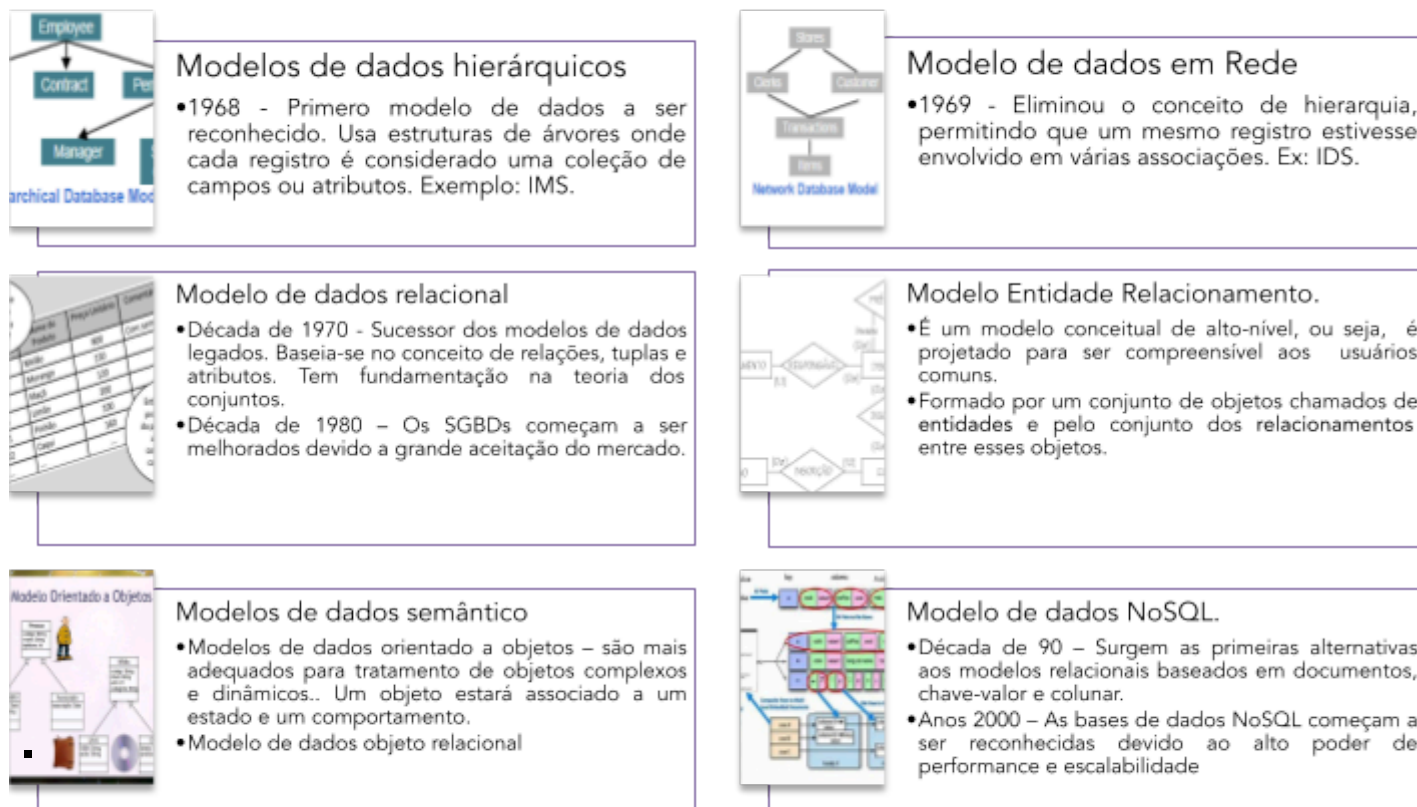 Employee
Contract
Manager
archical Database Mod
Modelos de dados hierárquicos
•1968 - Primero modelo de dados a ser
reconhecido. Usa estruturas de árvores onde
cada registro é considerado uma coleção de
campos ou atributos. Exemplo: IMS.
Stores
Customer
Transactions
Items
Network Database Model
Modelo de dados em Rede
•1969 - Eliminou o conceito de hierarquia,
permitindo que um mesmo registro estivesse
envolvido em várias associações. Ex: IDS.
Modelo de dados relacional
•Década de 1970 - Sucessor dos modelos de dados
legados. Baseia-se no conceito de relações, tuplas e
atributos. Tem fundamentação na teoria dos
conjuntos.
•Década de 1980 – Os SGBDs começam a ser
melhorados devido a grande aceitação do mercado.
Modelo Entidade Relacionamento.
•É um modelo conceitual de alto-nível, ou seja, é
projetado para ser compreensível aos usuários
comuns.
•Formado por um conjunto de objetos chamados de
entidades e pelo conjunto dos relacionamentos
entre esses objetos.
Modelo Orientado a Objetos
Modelos de dados semântico
•Modelos de dados orientado a objetos – são mais
adequados para tratamento de objetos complexos
e dinâmicos.. Um objeto estará associado a um
estado e um comportamento.
•Modelo de dados objeto relacional
Modelo de dados NoSQL.
•Década de 90 – Surgem as primeiras alternativas
aos modelos relacionais baseados em documentos,
chave-valor e colunar.
•Anos 2000 – As bases de dados NoSQL começam a
ser reconhecidas devido ao alto poder de
performance e escalabilidade